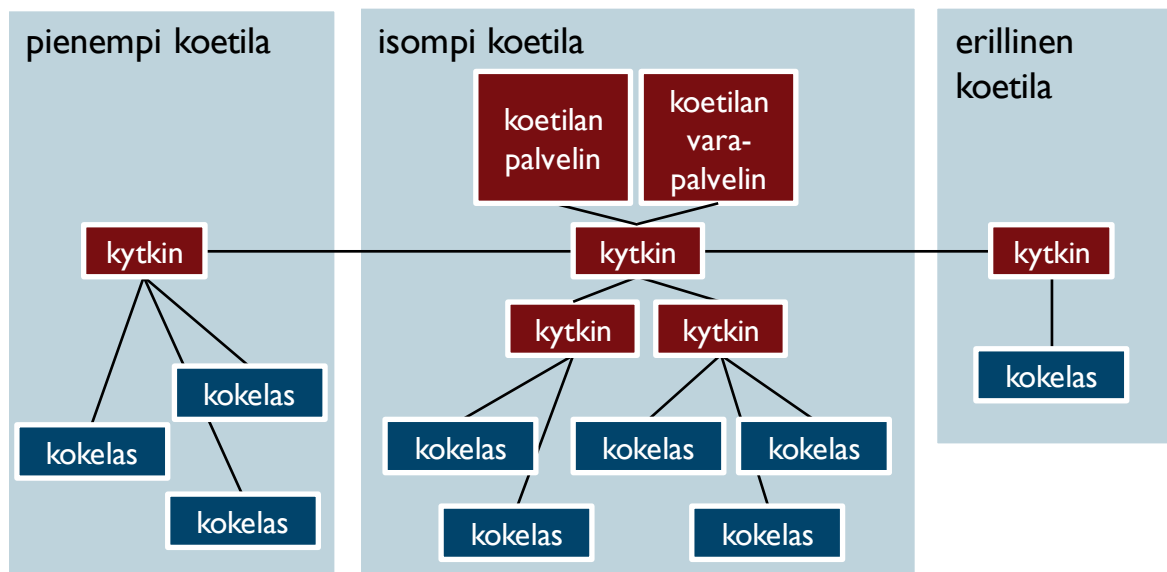 pienempi koetila
kytkin
kokelas
kokelas
kokelas
isompi koetila
koetilan
palvelin
koetilan
vara-
palvelin
kytkin
kytkin
kytkin
kokelas
kokelas
kokelas
kokelas
kokelas
erillinen
koetila
kytkin
kokelas